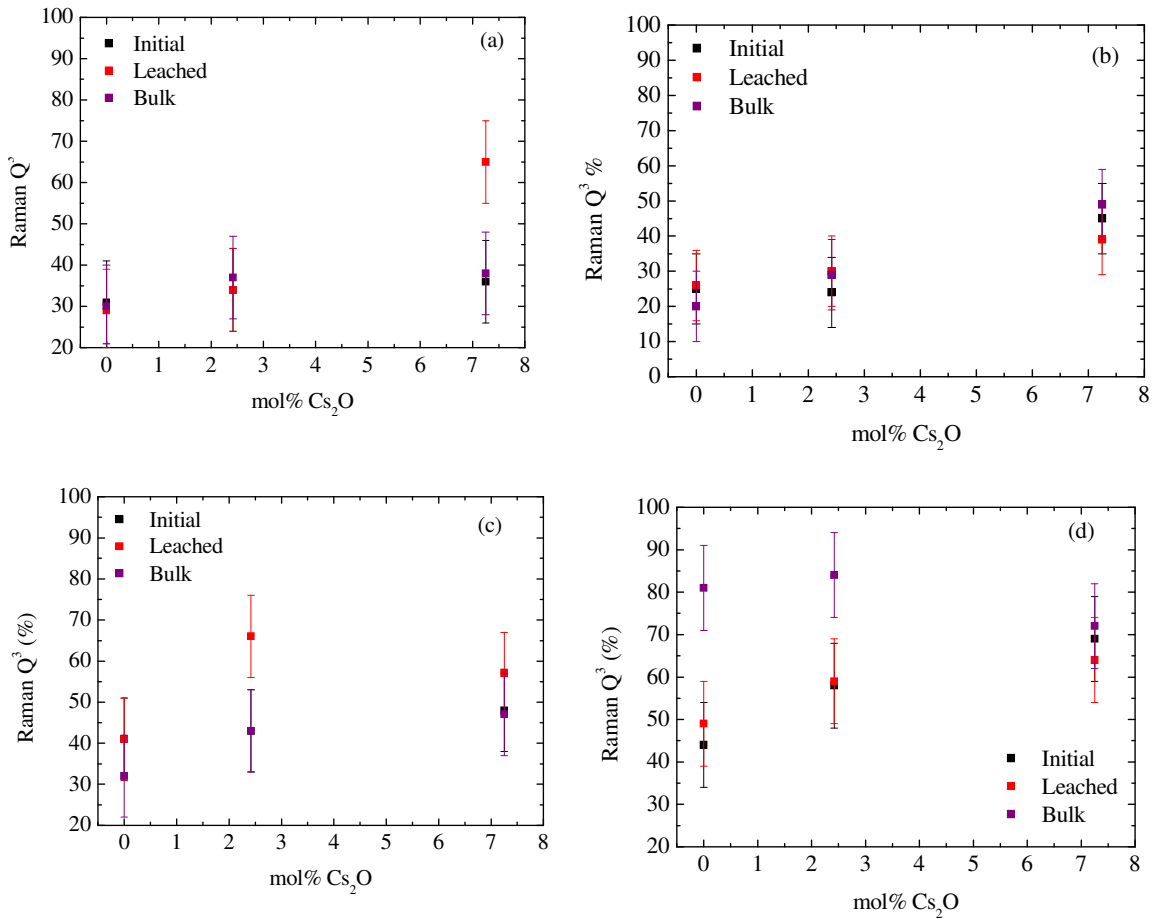 (a)
Initial
Leached
Bulk
100
90
80
70
60
50
40
30
20
Raman Q³
0 1 2 3 4 5 6 7 8
mol% Cs₂O
(b)
Initial
Leached
Bulk
100
90
80
70
60
50
40
30
20
10
0
Raman Q³ %
0 1 2 3 4 5 6 7 8
mol% Cs₂O
(c)
Initial
Leached
Bulk
100
90
80
70
60
50
40
30
20
Raman Q³ (%)
0 1 2 3 4 5 6 7 8
mol% Cs₂O
(d)
100
90
80
70
60
50
40
30
20
Raman Q³ (%)
Initial
Leached
Bulk
0 1 2 3 4 5 6 7 8
mol% Cs₂O